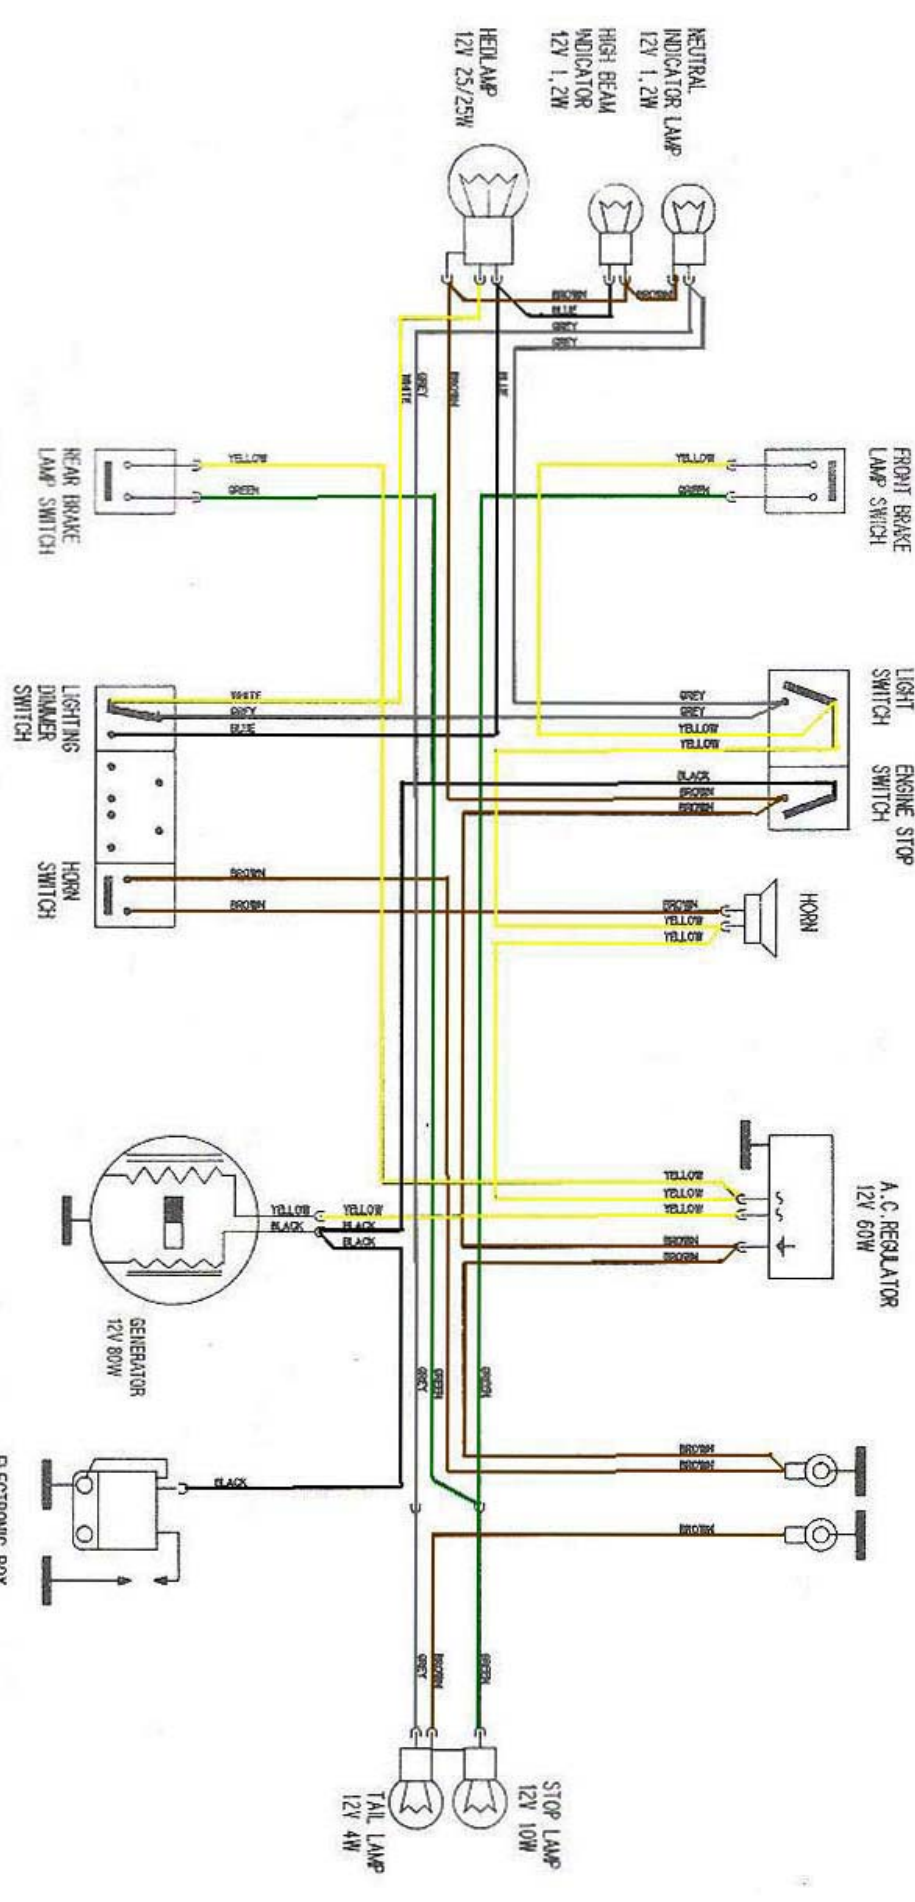 NEUTRAL
INDICATOR LAMP
12V 1,2W
HIGH BEAM
INDICATOR
12V 1,2W
HEDLAMP
12V 25/25W
BROWN
BROWN
BLUE
GREY
GREY
WHITE
GREY
BROWN
BLUE
FRONT BRAKE
LAMP SWICH
YELLOW
GREEN
REAR BRAKE
LAMP SWITCH
YELLOW
GREEN
LIGHT
SWITCH
GREY
GREY
YELLOW
YELLOW
LIGHTING
DIMMER
SWITCH
WHITE
GREY
BLUE
ENGINE STOP
SWITCH
BLACK
BROWN
BROWN
HORN
SWITCH
BROWN
BROWN
HORN
BROWN
YELLOW
YELLOW
A.C.REGULATOR
12V 60W
YELLOW
YELLOW
YELLOW
BROWN
BROWN
YELLOW
YELLOW
BLACK
BLACK
BLACK
GENERATOR
12V 80W
GREY
GREEN
GREEN
BROWN
BROWN
BROWN
BLACK
GREY
BROWN
GREEN
STOP LAMP
12V 10W
TAIL LAMP
12V 4W